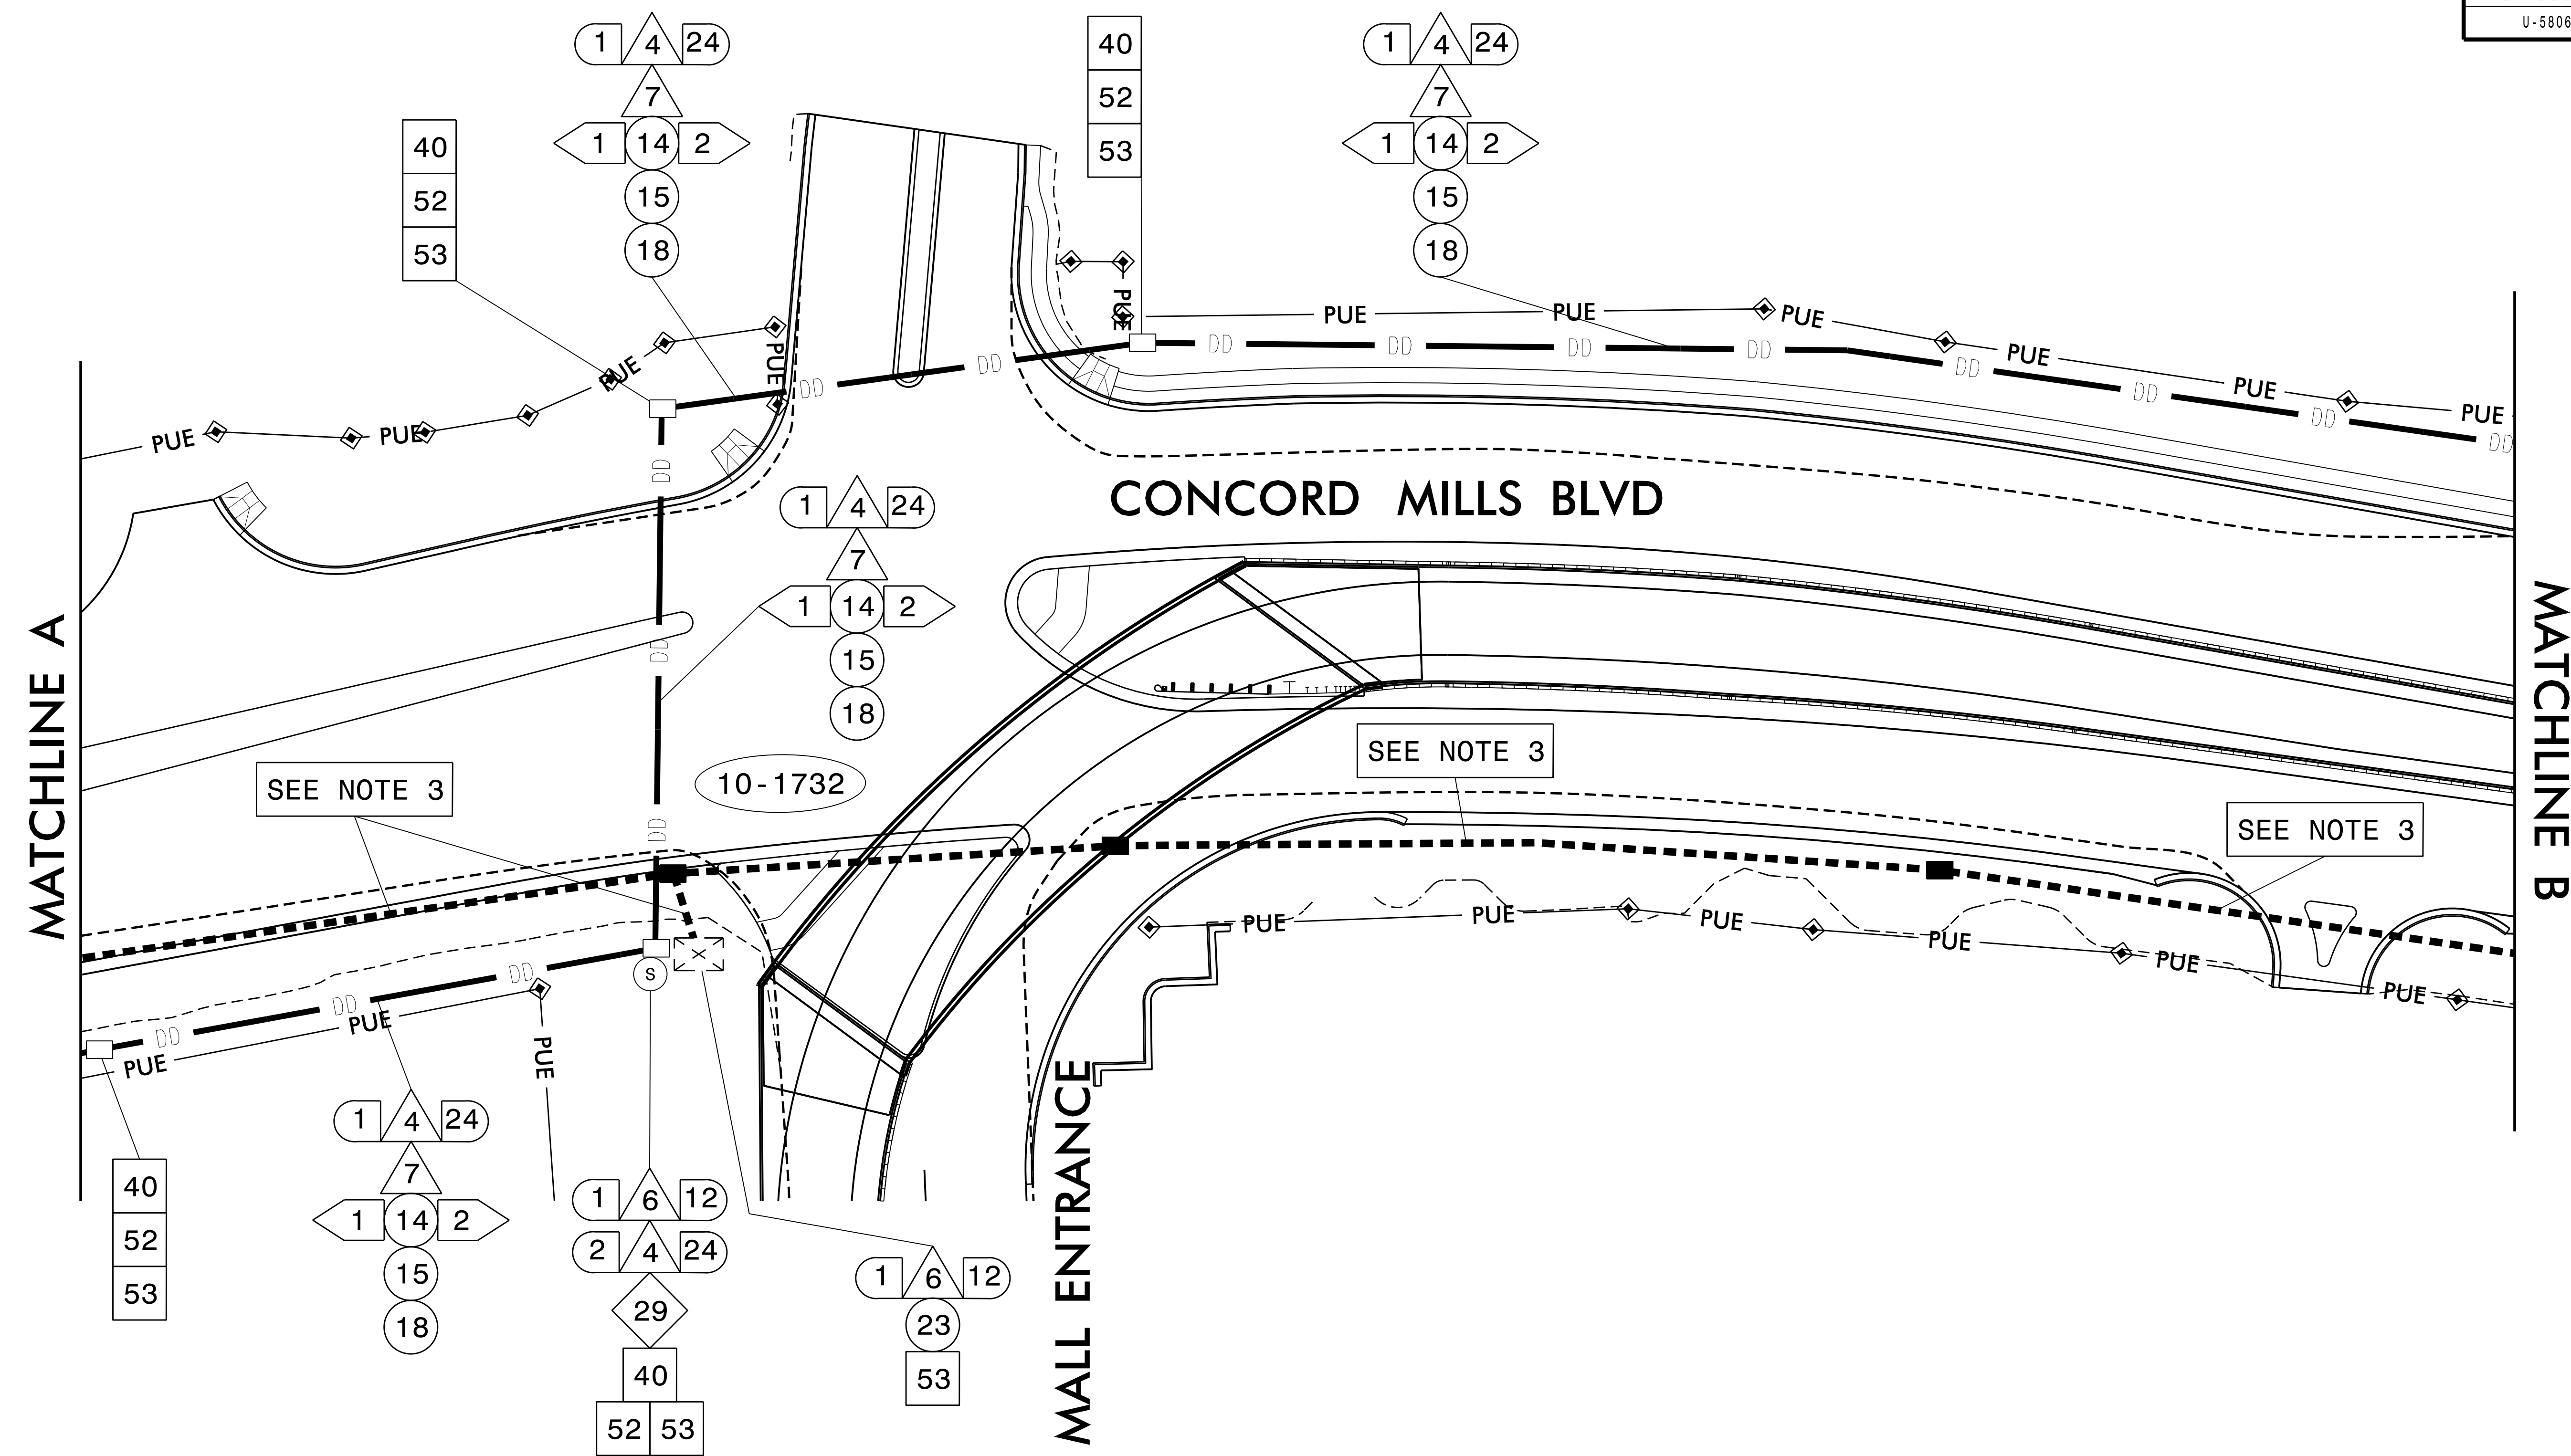 U-5806
1 4 24
7
1 14 2
15
18
40
52
53
1 4 24
7
1 14 2
15
18
40
52
53
PUE
PUE
PUE
PUE
PUE
PUE
PUE
PUE
PUE
PUE
PUE
PUE
DD
DD
DD
DD
DD
DD
DD
DD
DD
DD
DD
DD
DD
CONCORD MILLS BLVD
1 4 24
7
1 14 2
15
18
MATCHLINE A
MATCHLINE B
SEE NOTE 3
SEE NOTE 3
SEE NOTE 3
10-1732
PUE
PUE
PUE
PUE
PUE
PUE
DD
DD
DD
S
PUE
PUE
PUE
MALL ENTRANCE
40
52
53
1 4 24
7
1 14 2
15
18
1 6 12
2 4 24
29
40
52 53
1 6 12
23
53